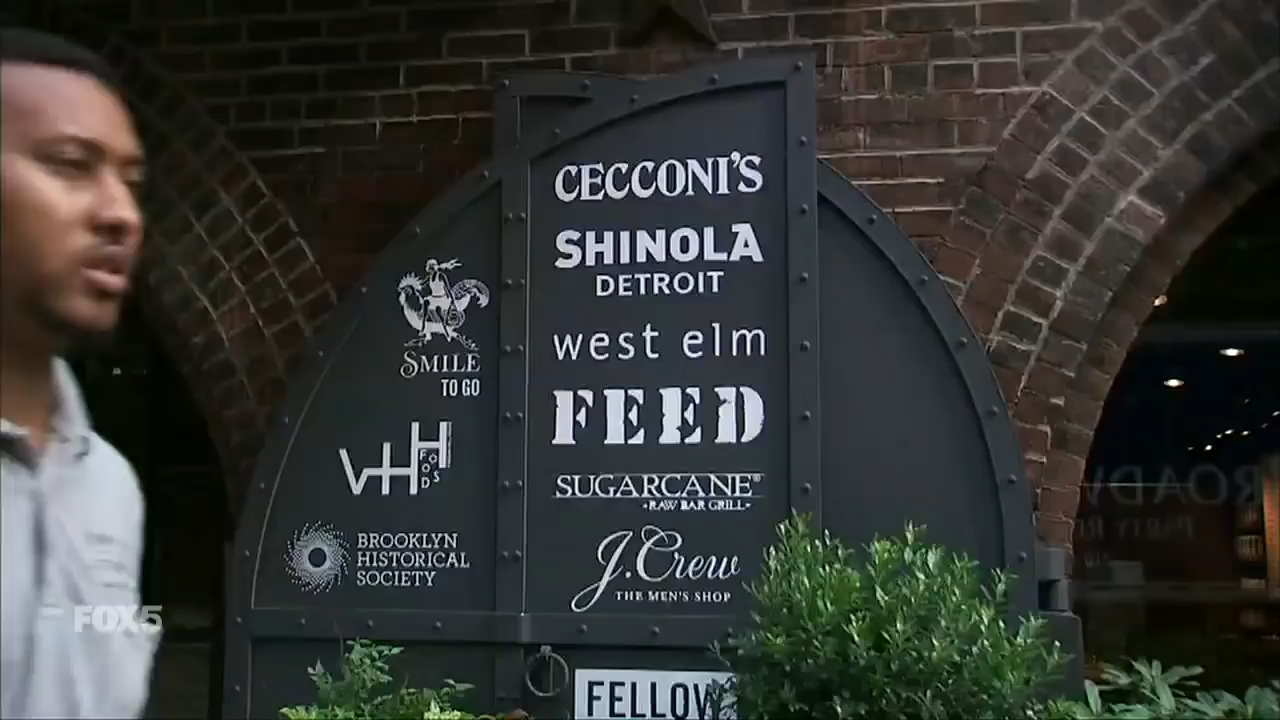 CECCONI'S
SHINOLA
DETROIT
west elm
FEED
SUGARCANE®
RAW BAR GRILL
J.Crew
THE MEN'S SHOP
SMILE
TO GO
VHH
FOODS
BROOKLYN
HISTORICAL
SOCIETY
FELLOW
FOX5